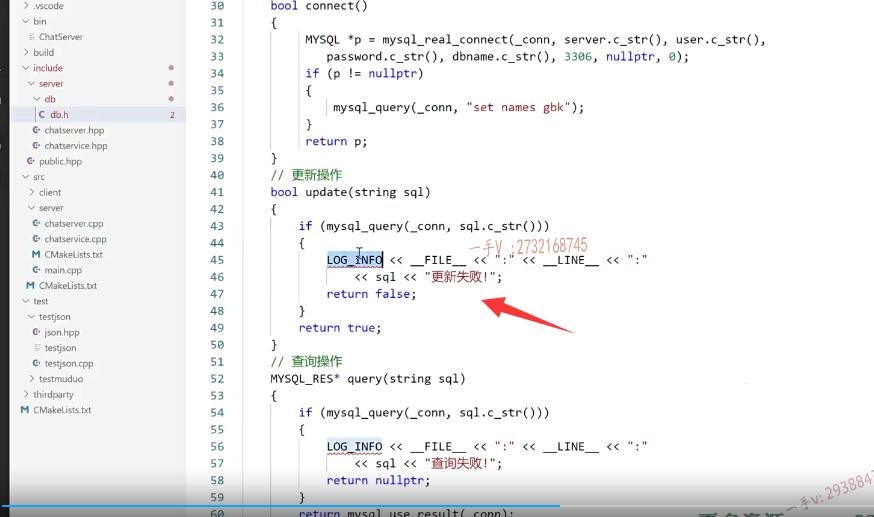 .vscode
bin
ChatServer
build
include
server
db
db.h 2
chatserver.hpp
chatservice.hpp
public.hpp
src
client
server
chatserver.cpp
chatservice.cpp
CMakeLists.txt
main.cpp
CMakeLists.txt
test
testjson
json.hpp
testjson
testjson.cpp
testmuduo
thirdparty
CMakeLists.txt
30 bool connect()
31 {
32 MYSQL *p = mysql_real_connect(_conn, server.c_str(), user.c_str(),
33 password.c_str(), dbname.c_str(), 3306, nullptr, 0);
34 if (p != nullptr)
35 {
36 mysql_query(_conn, "set names gbk");
37 }
38 return p;
39 }
40 // 更新操作
41 bool update(string sql)
42 {
43 if (mysql_query(_conn, sql.c_str()))
44 {
一手V :2732168745
45 LOG_INFO << __FILE__ << ":" << __LINE__ << ":"
46 << sql << "更新失败!";
47 return false;
48 }
49 return true;
50 }
51 // 查询操作
52 MYSQL_RES* query(string sql)
53 {
54 if (mysql_query(_conn, sql.c_str()))
55 {
56 LOG_INFO << __FILE__ << ":" << __LINE__ << ":"
57 << sql << "查询失败!";
58 return nullptr;
59 }
60 return mysql_use_result(_conn);
一手v: 2938843